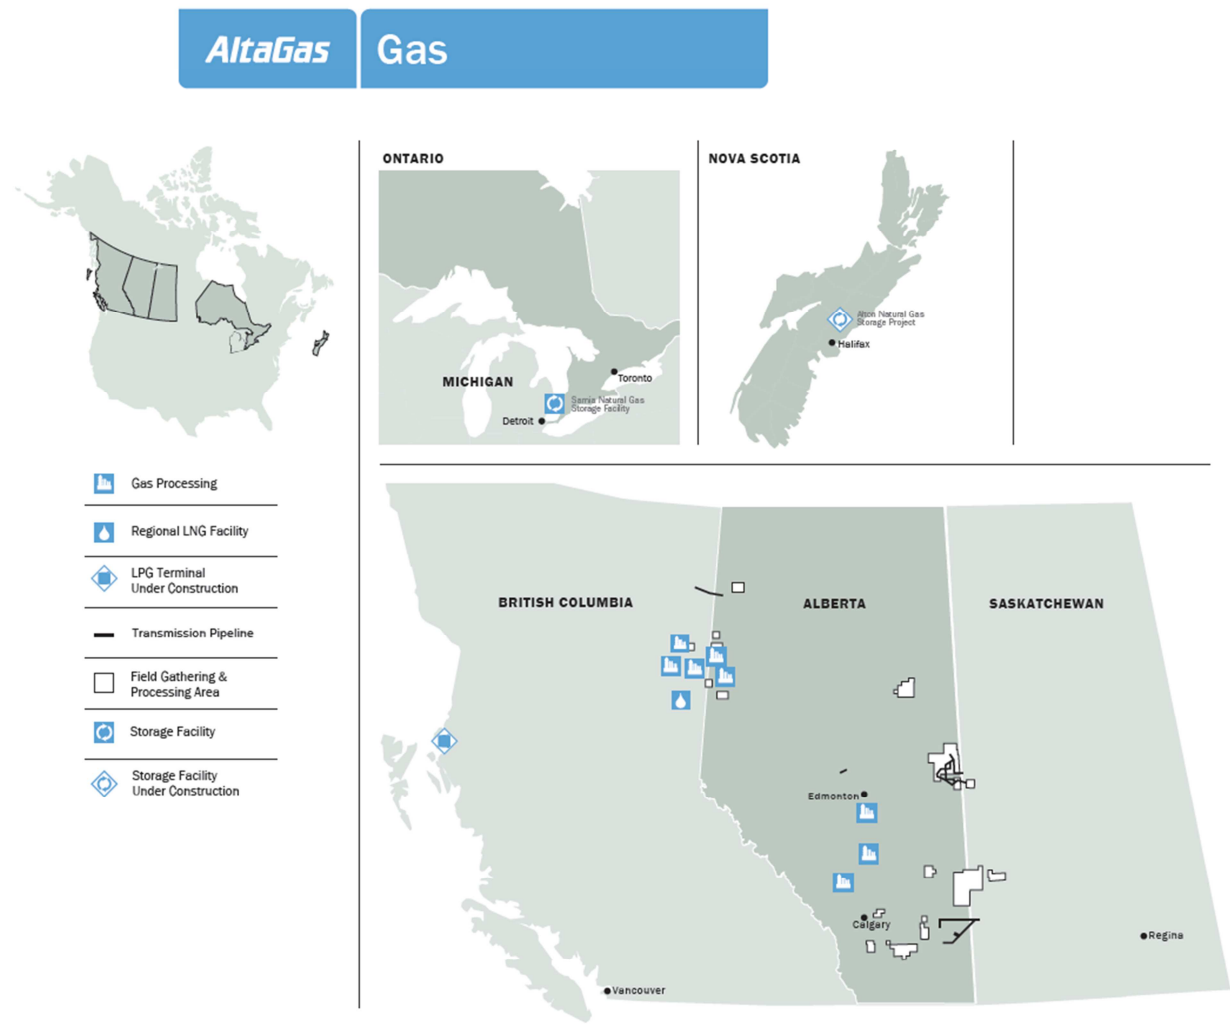 AltaGas
Gas
ONTARIO
MICHIGAN
Toronto
Sarnia Natural Gas
Storage Facility
Detroit
NOVA SCOTIA
Alton Natural Gas
Storage Project
Halifax
Gas Processing
Regional LNG Facility
LPG Terminal
Under Construction
Transmission Pipeline
Field Gathering &
Processing Area
Storage Facility
Storage Facility
Under Construction
BRITISH COLUMBIA
ALBERTA
SASKATCHEWAN
Edmonton
Calgary
Regina
Vancouver